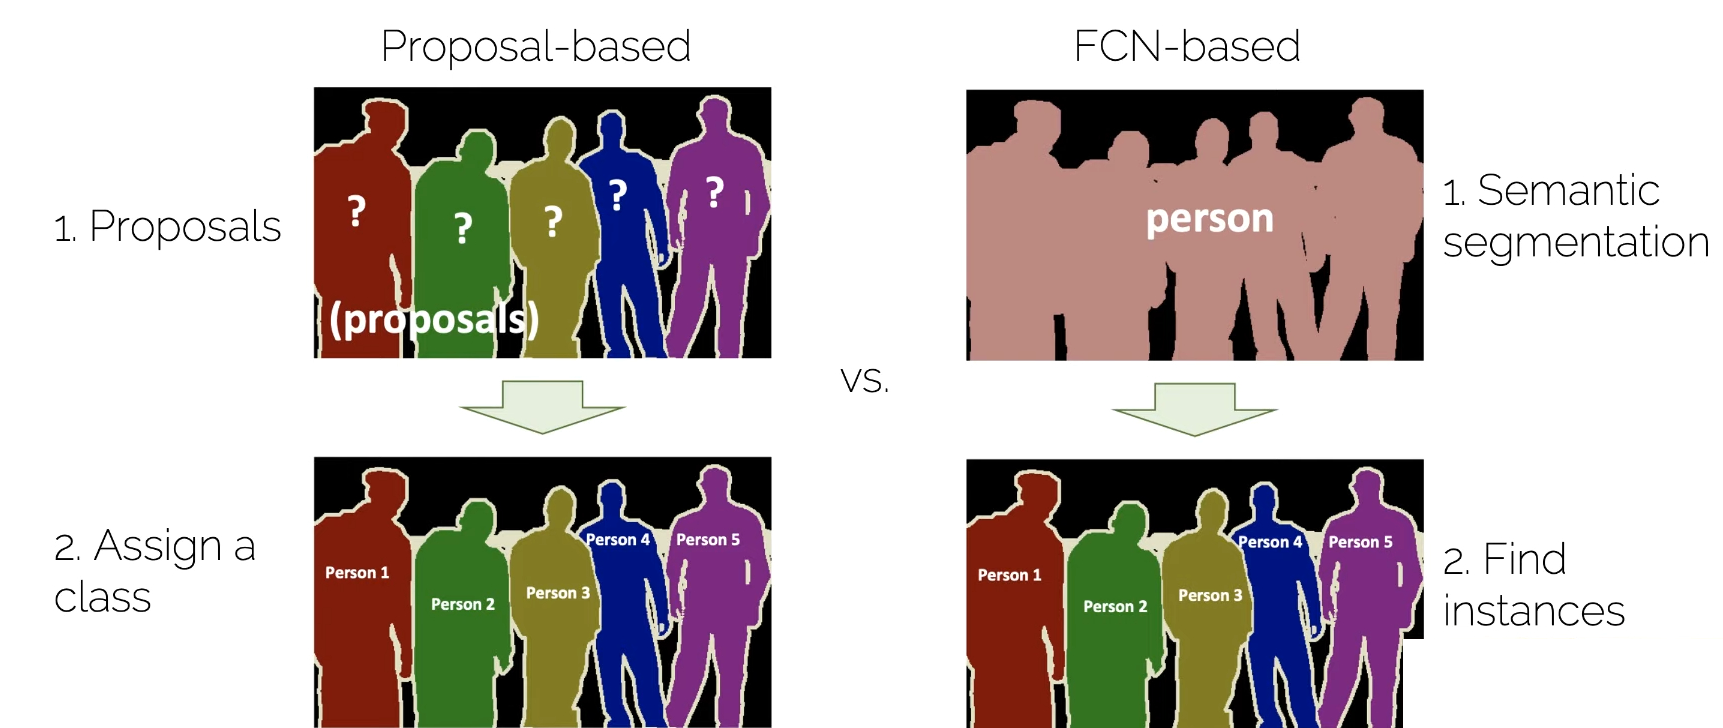 Proposal-based
FCN-based
1. Proposals
?
?
?
?
?
(proposals)
person
1. Semantic
segmentation
vs.
2. Assign a
class
Person 1
Person 2
Person 3
Person 4
Person 5
Person 1
Person 2
Person 3
Person 4
Person 5
2. Find
instances